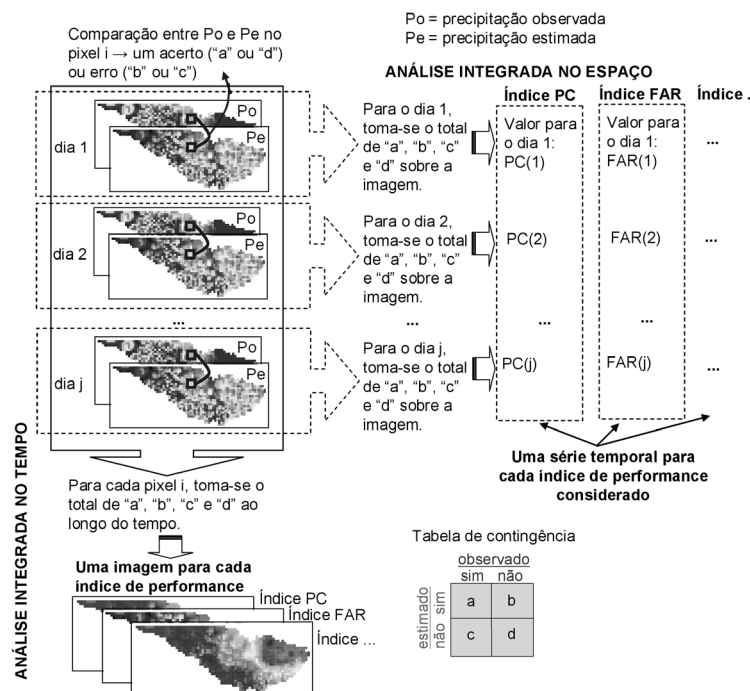 Comparação entre Po e Pe no
pixel i → um acerto (“a” ou “d”)
ou erro (“b” ou “c”)
Po = precipitação observada
Pe = precipitação estimada
ANÁLISE INTEGRADA NO ESPAÇO
Índice PC
Índice FAR
Índice .
dia 1
Po
Pe
Para o dia 1,
toma-se o total
de “a”, “b”, “c”
e “d” sobre a
imagem.
Valor para
o dia 1:
PC(1)
Valor para
o dia 1:
FAR(1)
...
dia 2
Po
Pe
Para o dia 2,
toma-se o total
de “a”, “b”, “c”
e “d” sobre a
imagem.
PC(2)
FAR(2)
...
...
...
...
...
dia j
Po
Pe
Para o dia j,
toma-se o total
de “a”, “b”, “c”
e “d” sobre a
imagem.
PC(j)
FAR(j)
...
Uma série temporal para
cada índice de performance
considerado
ANÁLISE INTEGRADA NO TEMPO
Para cada pixel i, toma-se o
total de “a”, “b”, “c” e “d” ao
longo do tempo.
Uma imagem para cada
índice de performance
Índice PC
Índice FAR
Índice ...
Tabela de contingência
observado
sim não
estimado
não sim
a b
c d